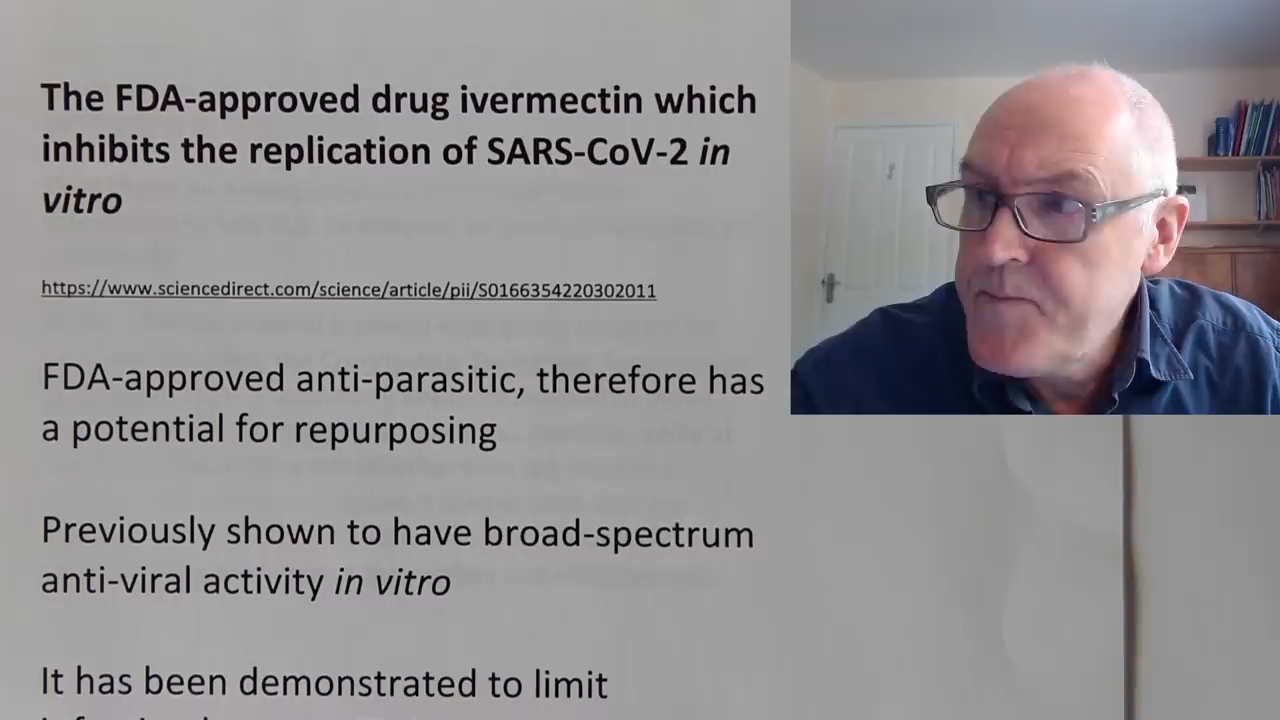 The FDA-approved drug ivermectin which
inhibits the replication of SARS-CoV-2 in
vitro
https://www.sciencedirect.com/science/article/pii/S0166354220302011
FDA-approved anti-parasitic, therefore has
a potential for repurposing
Previously shown to have broad-spectrum
anti-viral activity in vitro
It has been demonstrated to limit